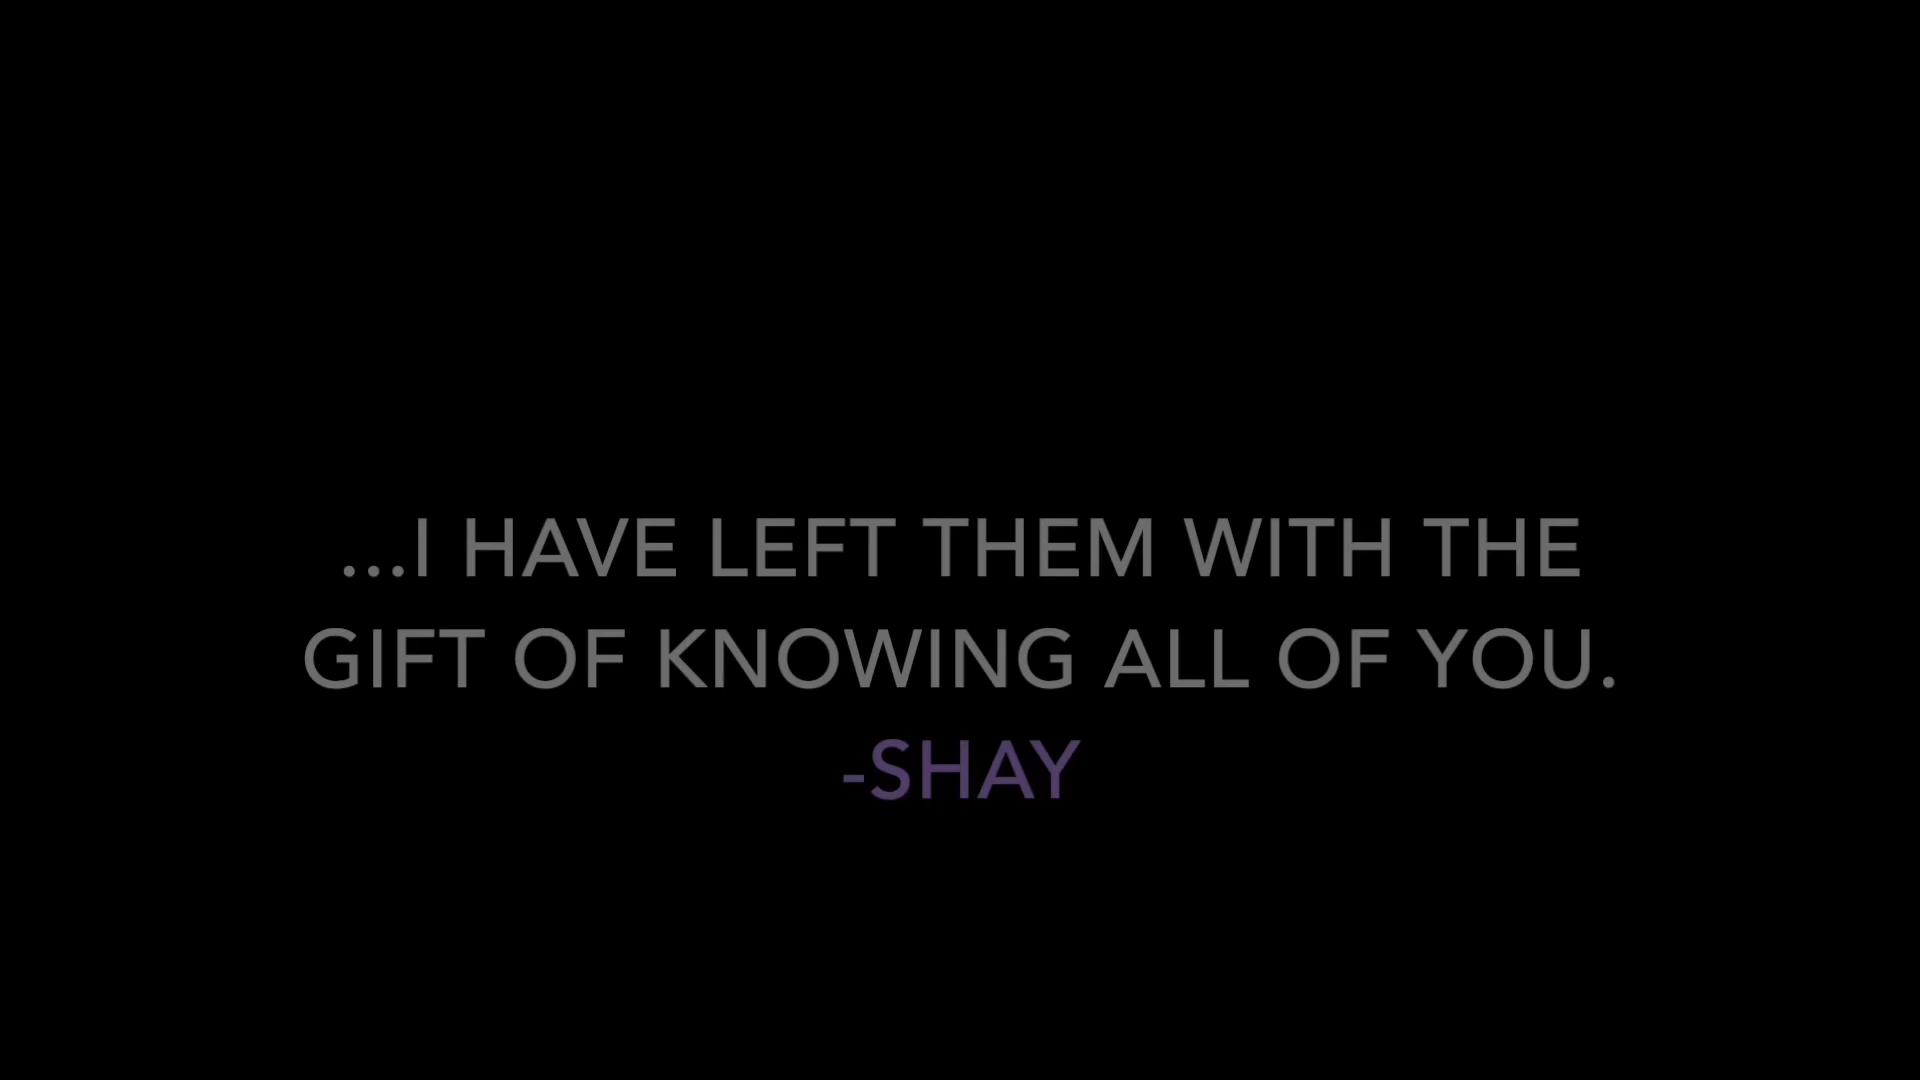 ...I HAVE LEFT THEM WITH THE
GIFT OF KNOWING ALL OF YOU.
-SHAY